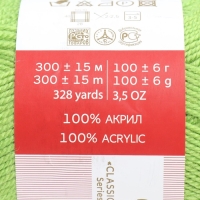 300 ± 15 м 100 ± 6 г
300 ± 15 m 100 ± 6 g
328 yards 3,5 OZ
100% АКРИЛ
100% ACRYLIC
«CLASSIC
Series